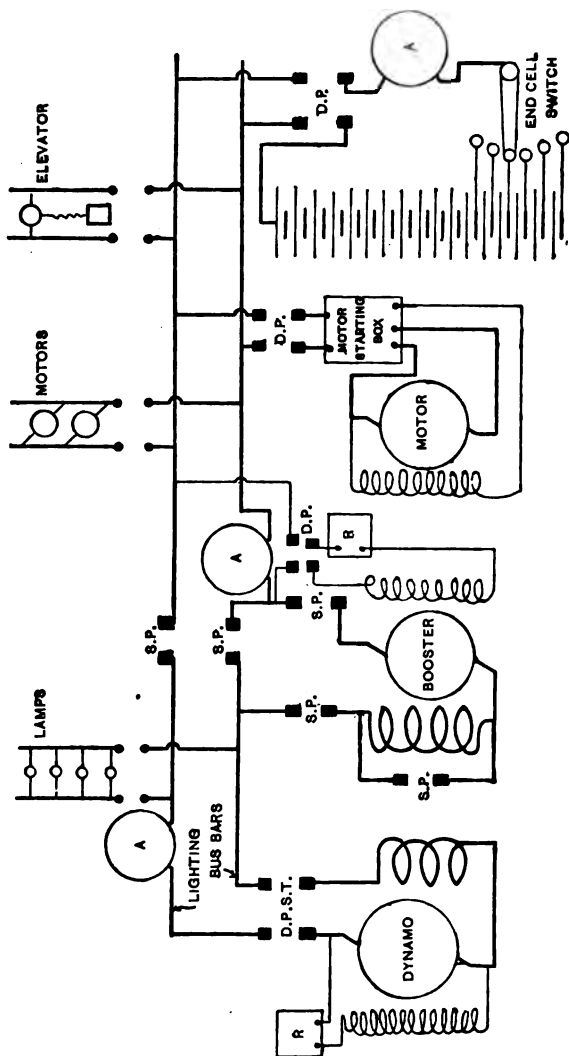 LAMPS
MOTORS
ELEVATOR
A
LIGHTING
BUS BARS
S.P.
S.P.
A
D.P.S.T.
S.P.
S.P.
D.P.
D.P.
D.P.
A
R
R
MOTOR
STARTING
BOX
S.P.
DYNAMO
BOOSTER
MOTOR
END CELL
SWITCH